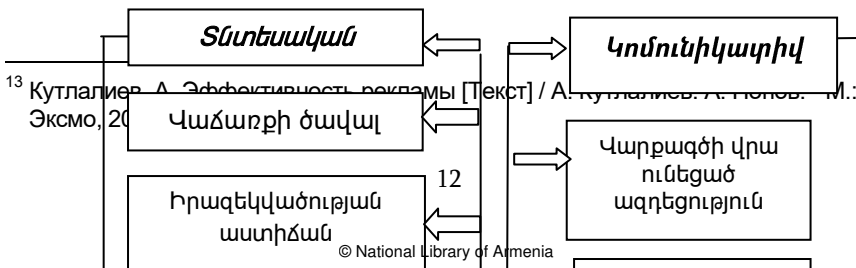 Տնտեսական
Կոմունիկատիվ
13 Кутлалиев. А. Эффективность рекламы [Текст] / А. Кутлалиев. А. Попов. М.:
Эксмо, 20
Վաճառքի ծավալ
Վարքագծի վրա
ունեցած
ազդեցություն
12
Իրազեկվածության
աստիճան
© National Library of Armenia